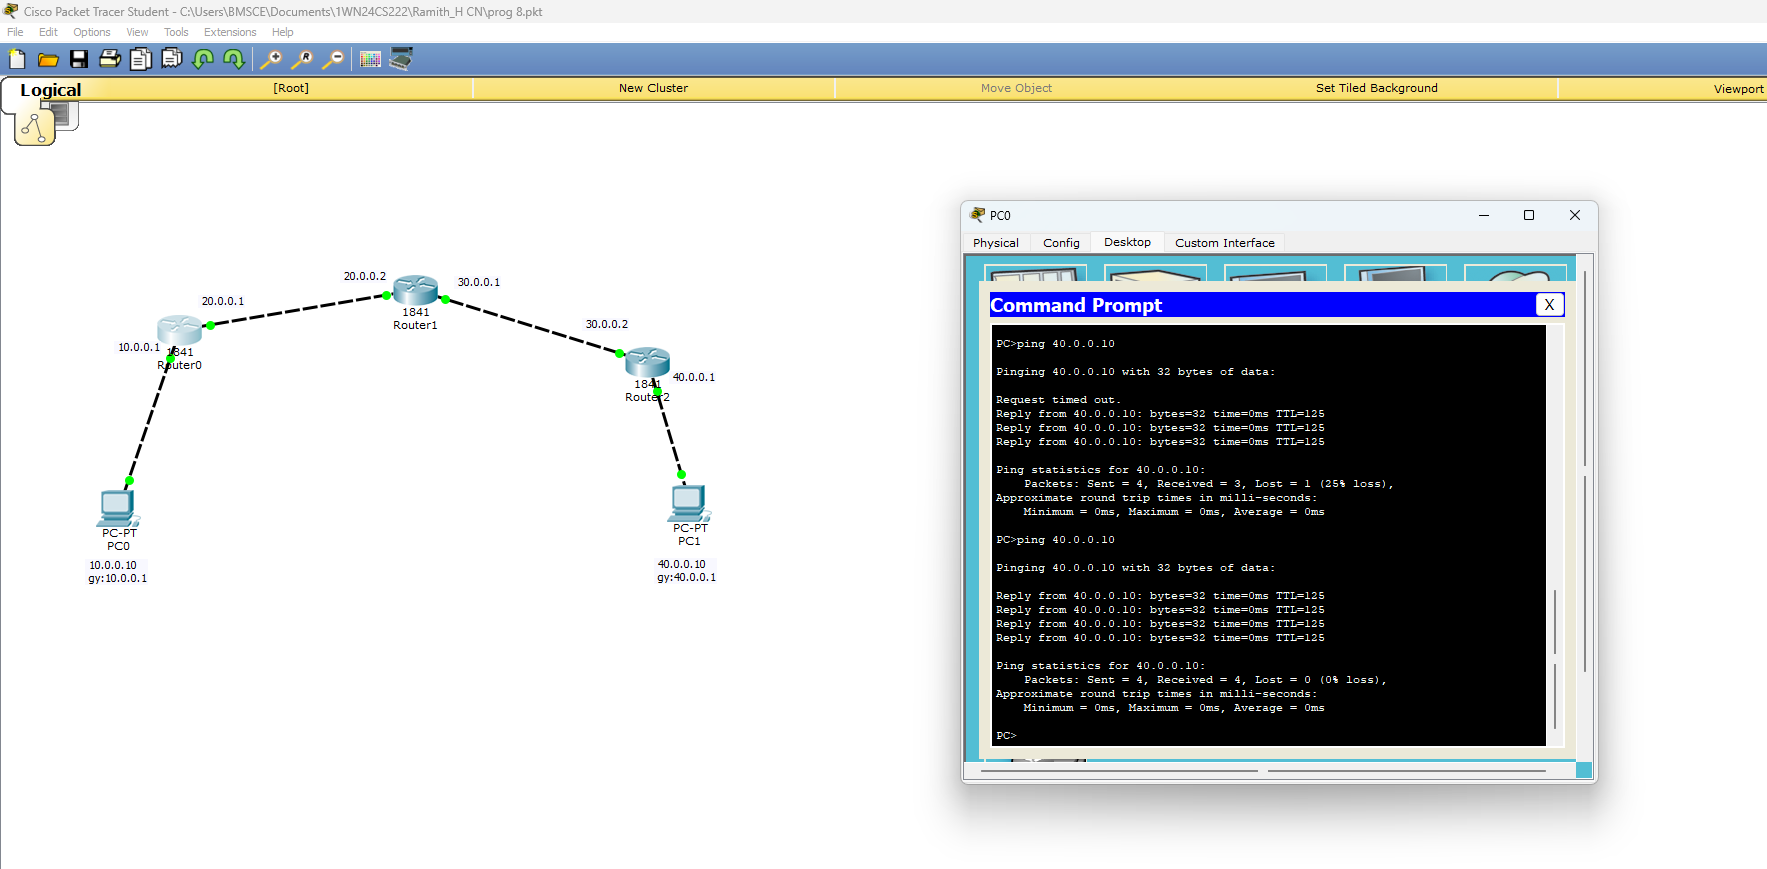 Cisco Packet Tracer Student - C:\Users\BMSCE\Documents\1WN24CS222\Ramith_H CN\prog 8.pkt
File Edit Options View Tools Extensions Help
Logical [Root] New Cluster Move Object Set Tiled Background Viewport
20.0.0.2
30.0.0.1
20.0.0.1
1841
Router1
30.0.0.2
10.0.0.1
1841
Router0
40.0.0.1
1841
Router2
PC-PT
PC0
10.0.0.10
gy:10.0.0.1
PC-PT
PC1
40.0.0.10
gy:40.0.0.1
PC0
Physical Config Desktop Custom Interface
Command Prompt X
PC>ping 40.0.0.10
Pinging 40.0.0.10 with 32 bytes of data:
Request timed out.
Reply from 40.0.0.10: bytes=32 time=0ms TTL=125
Reply from 40.0.0.10: bytes=32 time=0ms TTL=125
Reply from 40.0.0.10: bytes=32 time=0ms TTL=125
Ping statistics for 40.0.0.10:
Packets: Sent = 4, Received = 3, Lost = 1 (25% loss),
Approximate round trip times in milli-seconds:
Minimum = 0ms, Maximum = 0ms, Average = 0ms
PC>ping 40.0.0.10
Pinging 40.0.0.10 with 32 bytes of data:
Reply from 40.0.0.10: bytes=32 time=0ms TTL=125
Reply from 40.0.0.10: bytes=32 time=0ms TTL=125
Reply from 40.0.0.10: bytes=32 time=0ms TTL=125
Reply from 40.0.0.10: bytes=32 time=0ms TTL=125
Ping statistics for 40.0.0.10:
Packets: Sent = 4, Received = 4, Lost = 0 (0% loss),
Approximate round trip times in milli-seconds:
Minimum = 0ms, Maximum = 0ms, Average = 0ms
PC>